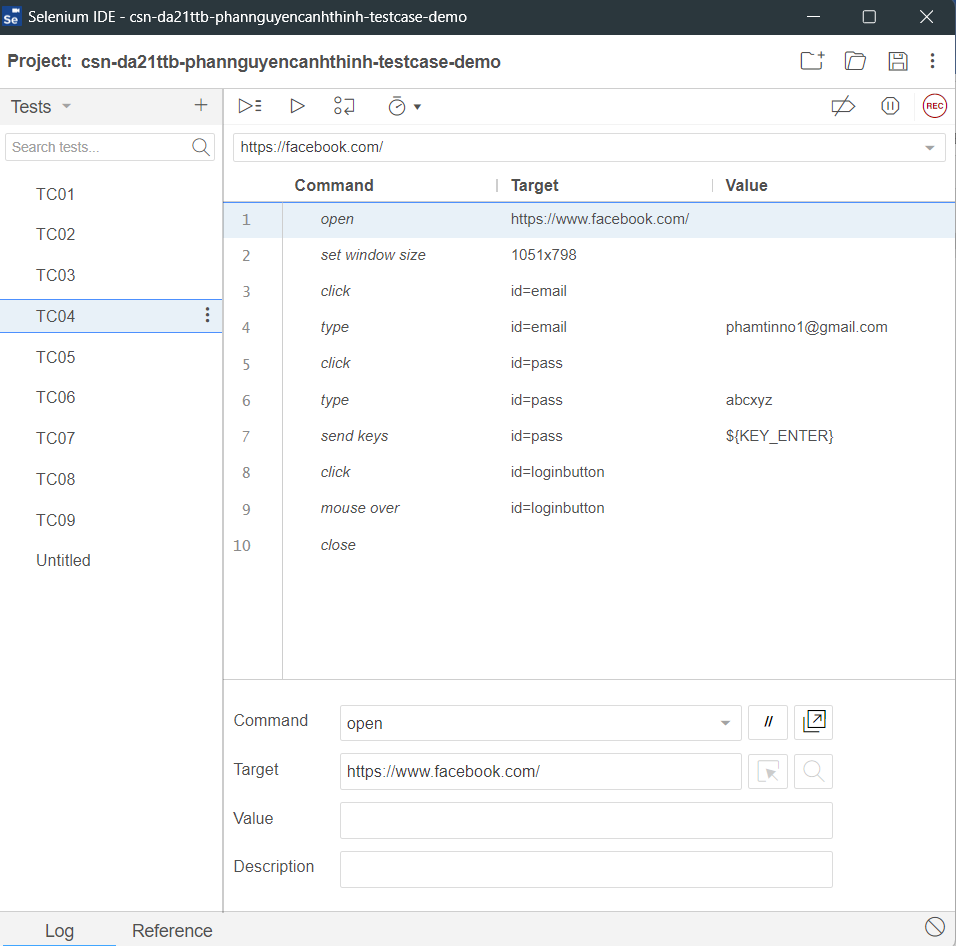 Se Selenium IDE - csn-da21ttb-phannguyencanhthinh-testcase-demo
Project: csn-da21ttb-phannguyencanhthinh-testcase-demo
Tests
REC
Search tests...
https://facebook.com/
Command Target Value
TC01
TC02
TC03
TC04
TC05
TC06
TC07
TC08
TC09
Untitled
1 open https://www.facebook.com/
2 set window size 1051x798
3 click id=email
4 type id=email phamtinno1@gmail.com
5 click id=pass
6 type id=pass abcxyz
7 send keys id=pass ${KEY_ENTER}
8 click id=loginbutton
9 mouse over id=loginbutton
10 close
Command open //
Target https://www.facebook.com/
Value
Description
Log Reference